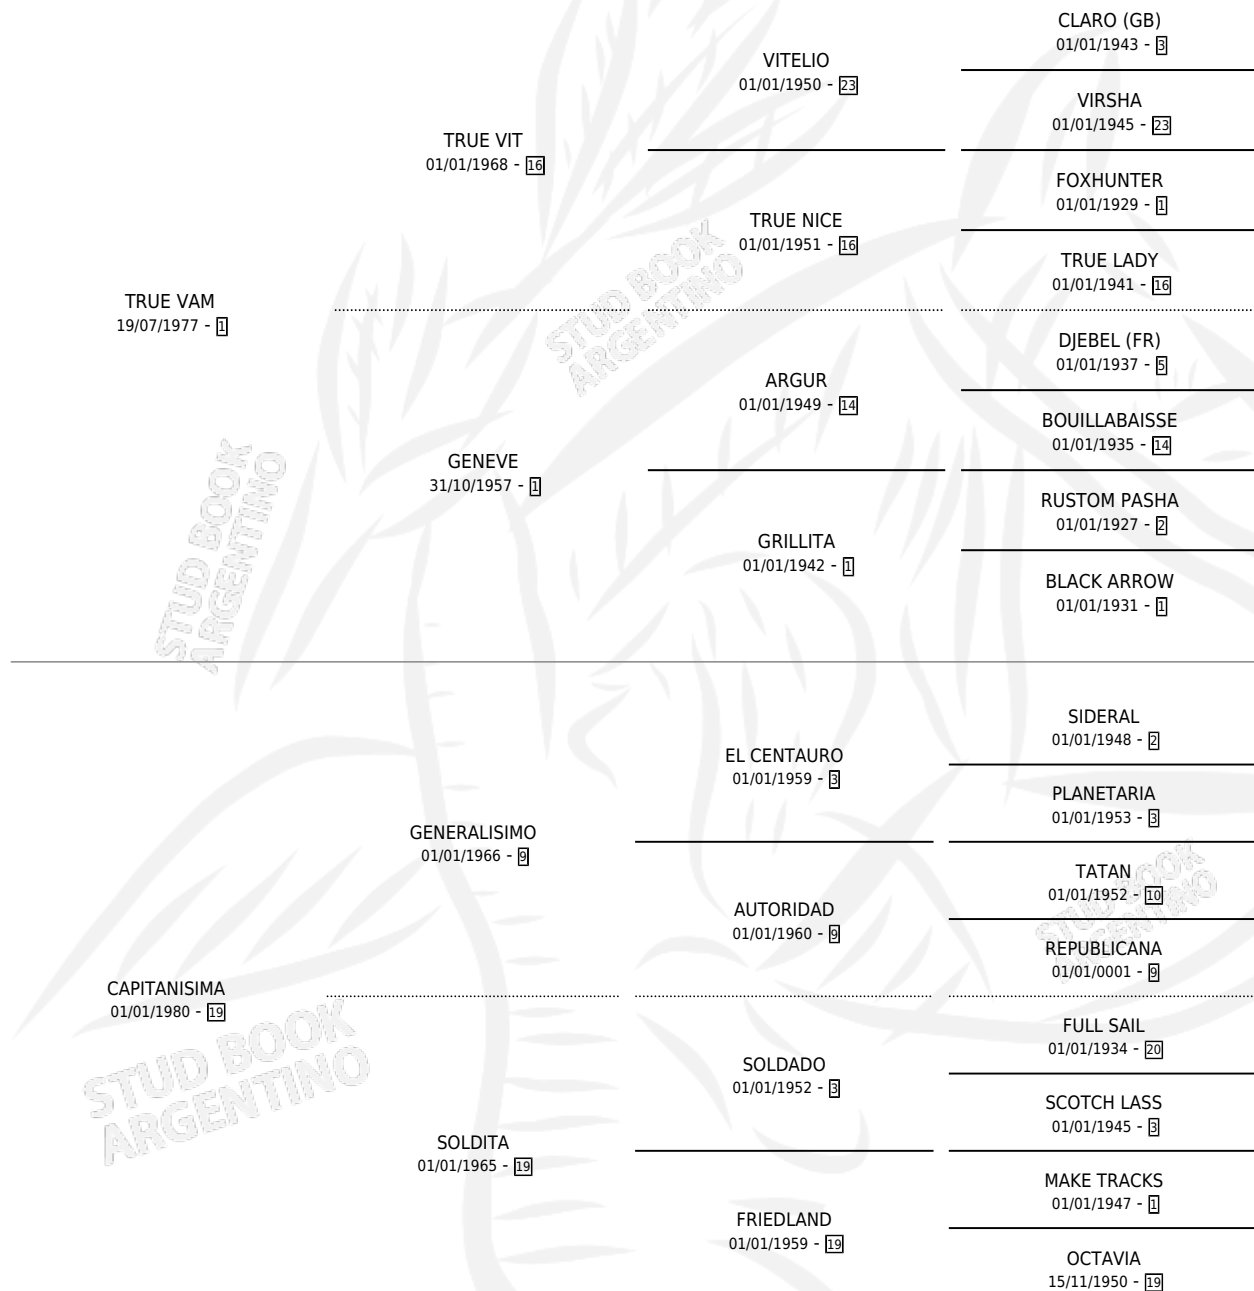 CLARO (GB)
01/01/1943 - 3
VITELIO
01/01/1950 - 23
VIRSHA
01/01/1945 - 23
TRUE VIT
01/01/1968 - 16
FOXHUNTER
01/01/1929 - 1
TRUE NICE
01/01/1951 - 16
TRUE LADY
01/01/1941 - 16
TRUE VAM
19/07/1977 - 1
DJEBEL (FR)
01/01/1937 - 5
ARGUR
01/01/1949 - 14
BOUILLABAISSE
01/01/1935 - 14
GENEVE
31/10/1957 - 1
RUSTOM PASHA
01/01/1927 - 2
GRILLITA
01/01/1942 - 1
BLACK ARROW
01/01/1931 - 1
SIDERAL
01/01/1948 - 2
EL CENTAURO
01/01/1959 - 3
PLANETARIA
01/01/1953 - 3
GENERALISIMO
01/01/1966 - 9
TATAN
01/01/1952 - 10
AUTORIDAD
01/01/1960 - 9
REPUBLICANA
01/01/0001 - 9
CAPITANISIMA
01/01/1980 - 19
FULL SAIL
01/01/1934 - 20
SOLDADO
01/01/1952 - 3
SCOTCH LASS
01/01/1945 - 3
SOLDITA
01/01/1965 - 19
MAKE TRACKS
01/01/1947 - 1
FRIEDLAND
01/01/1959 - 19
OCTAVIA
15/11/1950 - 19
STUD BOOK
ARGENTINO
STUD BOOK
ARGENTINO
STUD BOOK
ARGENTINO
STUD BOOK
ARGENTINO